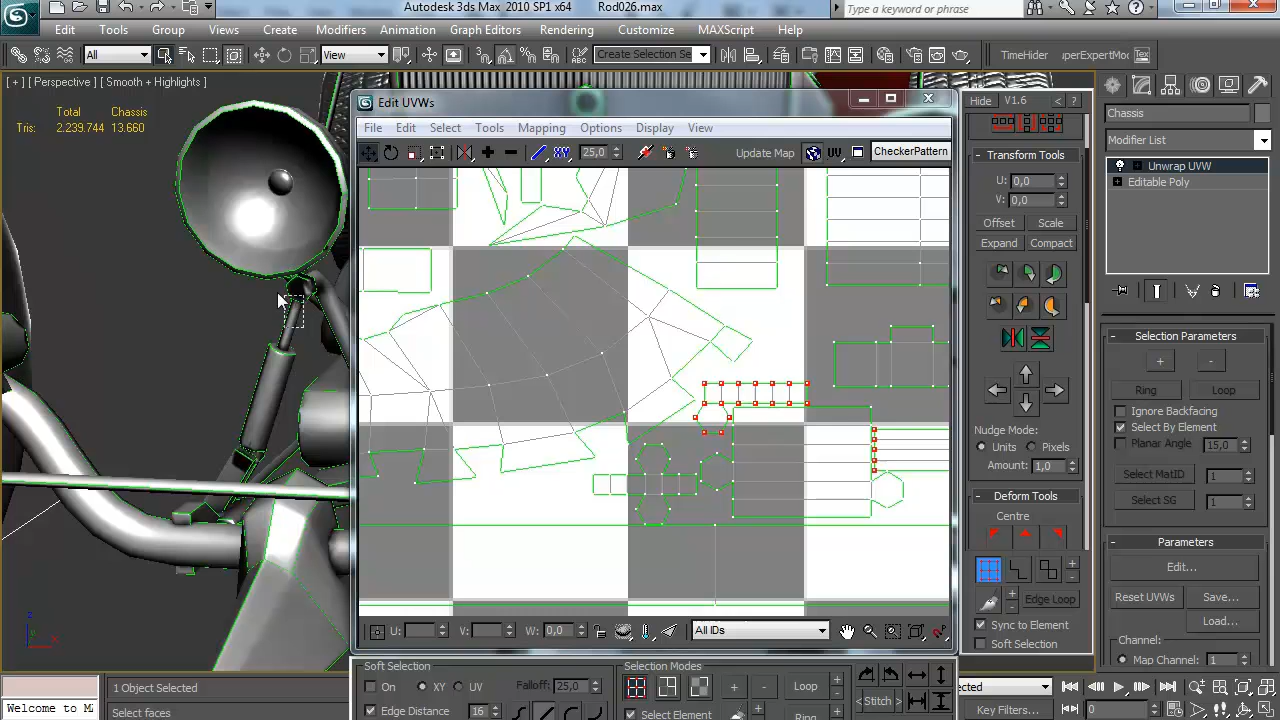 Autodesk 3ds Max 2010 SP1 x64 Rod026.max
Type a keyword or phrase
Edit Tools Group Views Create Modifiers Animation Graph Editors Rendering Customize MAXScript Help
All View Create Selection Se TimeHider perExpertMod Tex
[ + ] [ Perspective ] [ Smooth + Highlights ]
Total Chassis
Tris: 2.239.744 13.660
Edit UVWs
File Edit Select Tools Mapping Options Display View
25,0 Update Map UV CheckerPattern
U: V: W: 0,0 All IDs
Soft Selection
On XY UV Falloff: 25,0
Edge Distance 16
Selection Modes
Loop
Select Element Ring
Stitch
Hide V1.6 < ?
Transform Tools
U: 0,0
V: 0,0
Offset Scale
Expand Compact
Nudge Mode:
Units Pixels
Amount: 1,0
Deform Tools
Centre
Edge Loop
Sync to Element
Soft Selection
Chassis
Modifier List
Unwrap UVW
Editable Poly
Selection Parameters
+ -
Ring Loop
Ignore Backfacing
Select By Element
Planar Angle 15,0
Select MatID 1
Select SG 1
Parameters
Edit...
Reset UVWs Save...
Load...
Channel:
Map Channel: 1
Welcome to M
1 Object Selected
Select faces
ected
Key Filters...
0